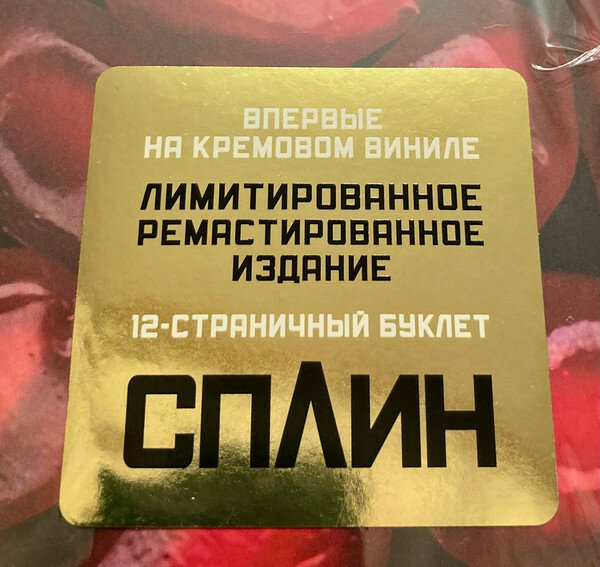 ВПЕРВЫЕ
НА КРЕМОВОМ ВИНИЛЕ
ЛИМИТИРОВАННОЕ
РЕМАСТИРОВАННОЕ
ИЗДАНИЕ
12-СТРАНИЧНЫЙ БУКЛЕТ
СПЛИН